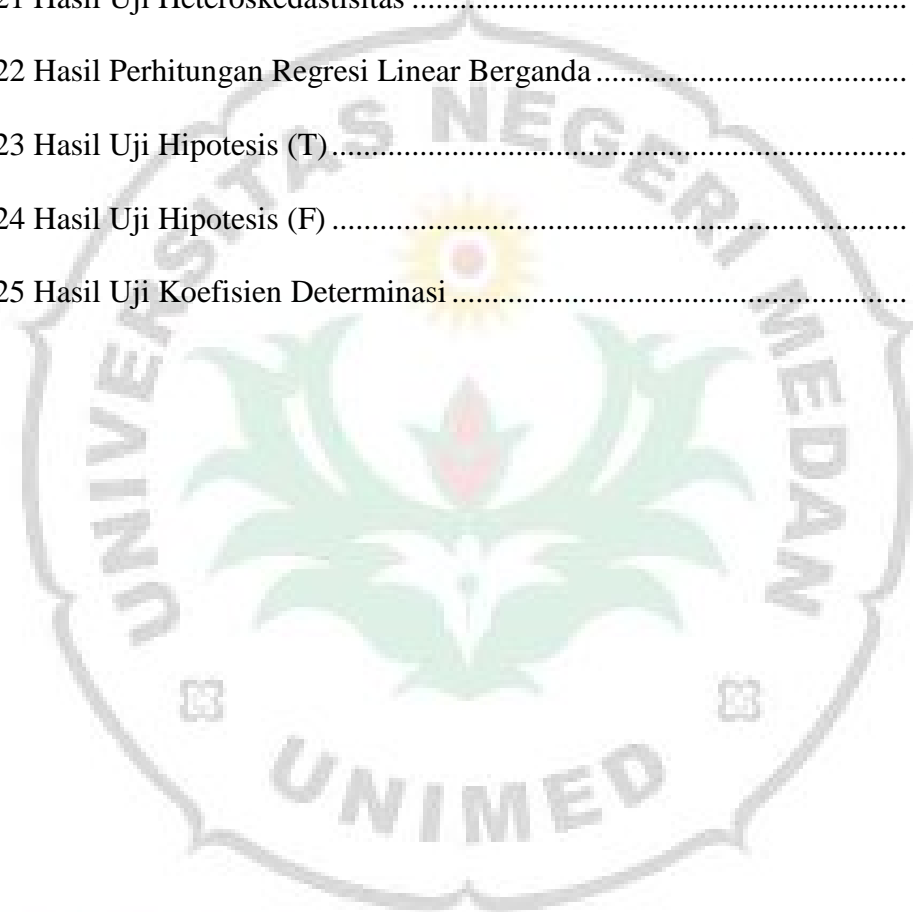 21 Hasil Uji Heteroskedastisitas ........................................................
22 Hasil Perhitungan Regresi Linear Berganda .......................................
23 Hasil Uji Hipotesis (T) ........................................................................
24 Hasil Uji Hipotesis (F) ........................................................................
25 Hasil Uji Koefisien Determinasi .........................................................
UNIVERSITAS NEGERI MEDAN
UNIMED